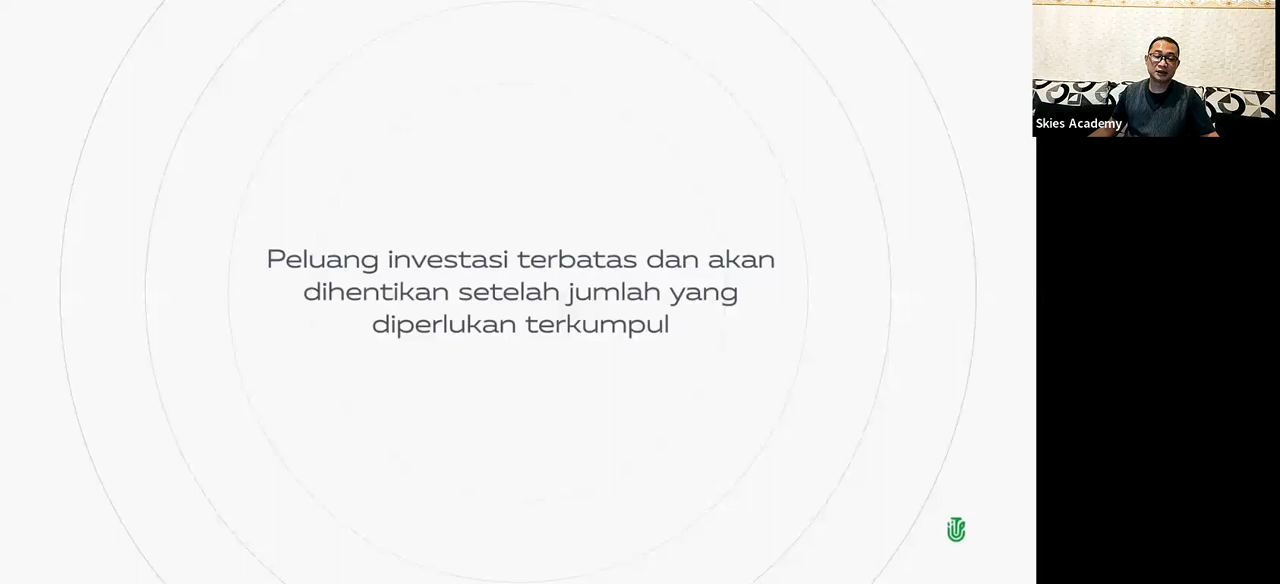 Peluang investasi terbatas dan akan
dihentikan setelah jumlah yang
diperlukan terkumpul
Skies Academy